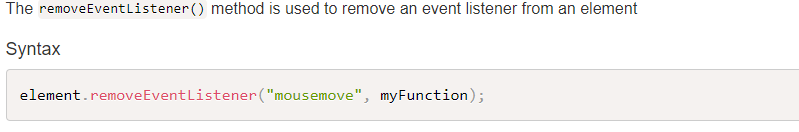 The removeEventListener() method is used to remove an event listener from an element
Syntax
element.removeEventListener("mousemove", myFunction);